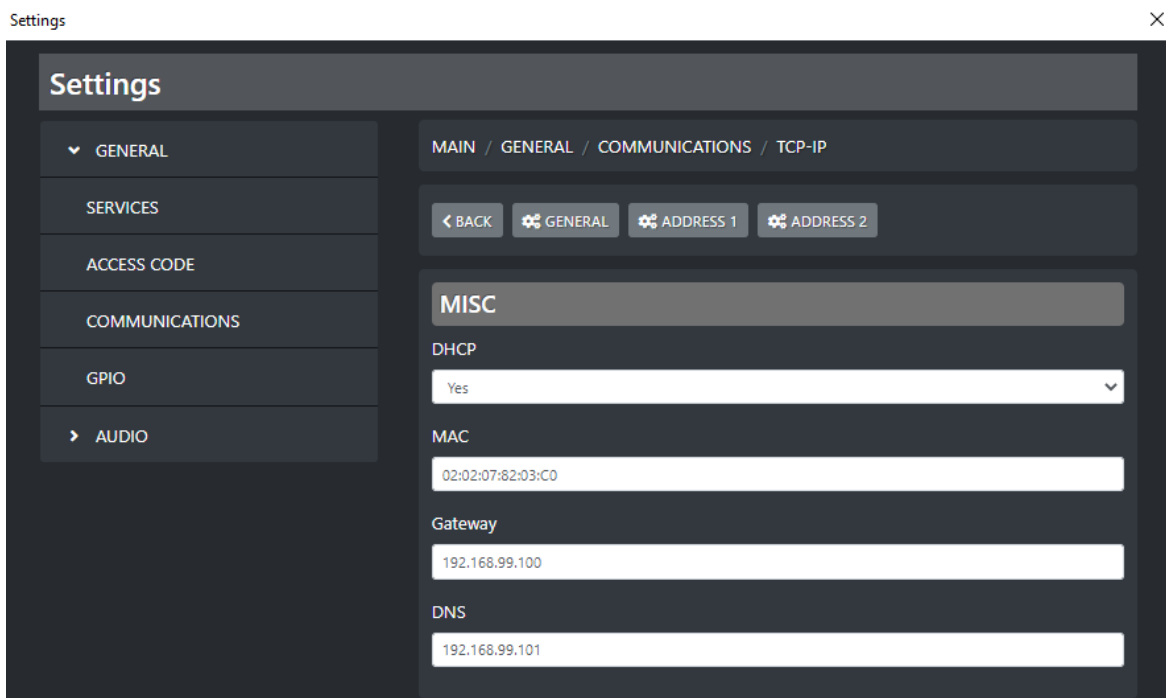 Settings
Settings
GENERAL
SERVICES
ACCESS CODE
COMMUNICATIONS
GPIO
AUDIO
MAIN / GENERAL / COMMUNICATIONS / TCP-IP
BACK GENERAL ADDRESS 1 ADDRESS 2
MISC
DHCP
Yes
MAC
02:02:07:82:03:C0
Gateway
192.168.99.100
DNS
192.168.99.101